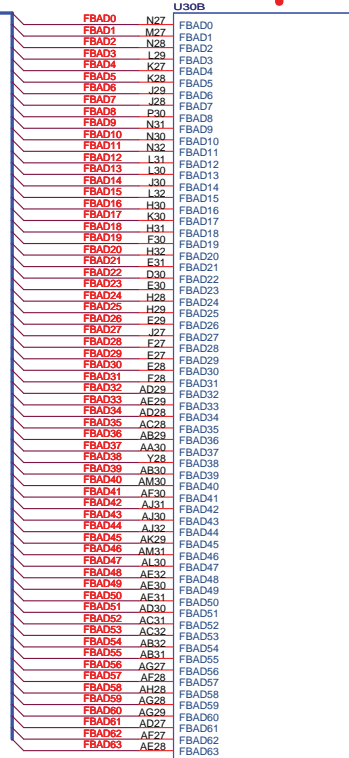 U30B
FBAD0 N27 FBAD0
FBAD1 M27 FBAD1
FBAD2 N28 FBAD2
FBAD3 L29 FBAD3
FBAD4 K27 FBAD4
FBAD5 K28 FBAD5
FBAD6 J29 FBAD6
FBAD7 J28 FBAD7
FBAD8 P30 FBAD8
FBAD9 N31 FBAD9
FBAD10 N30 FBAD10
FBAD11 N32 FBAD11
FBAD12 L31 FBAD12
FBAD13 L30 FBAD13
FBAD14 J30 FBAD14
FBAD15 L32 FBAD15
FBAD16 H30 FBAD16
FBAD17 K30 FBAD17
FBAD18 H31 FBAD18
FBAD19 F30 FBAD19
FBAD20 H32 FBAD20
FBAD21 E31 FBAD21
FBAD22 D30 FBAD22
FBAD23 E30 FBAD23
FBAD24 H28 FBAD24
FBAD25 H29 FBAD25
FBAD26 E29 FBAD26
FBAD27 J27 FBAD27
FBAD28 F27 FBAD28
FBAD29 E27 FBAD29
FBAD30 E28 FBAD30
FBAD31 F28 FBAD31
FBAD32 AD29 FBAD32
FBAD33 AE29 FBAD33
FBAD34 AD28 FBAD34
FBAD35 AC28 FBAD35
FBAD36 AB29 FBAD36
FBAD37 AA30 FBAD37
FBAD38 Y28 FBAD38
FBAD39 AB30 FBAD39
FBAD40 AM30 FBAD40
FBAD41 AF30 FBAD41
FBAD42 AJ31 FBAD42
FBAD43 AJ30 FBAD43
FBAD44 AJ32 FBAD44
FBAD45 AK29 FBAD45
FBAD46 AM31 FBAD46
FBAD47 AL30 FBAD47
FBAD48 AE32 FBAD48
FBAD49 AE30 FBAD49
FBAD50 AE31 FBAD50
FBAD51 AD30 FBAD51
FBAD52 AC31 FBAD52
FBAD53 AC32 FBAD53
FBAD54 AB32 FBAD54
FBAD55 AB31 FBAD55
FBAD56 AG27 FBAD56
FBAD57 AF28 FBAD57
FBAD58 AH28 FBAD58
FBAD59 AG28 FBAD59
FBAD60 AG29 FBAD60
FBAD61 AD27 FBAD61
FBAD62 AF27 FBAD62
FBAD63 AE28 FBAD63